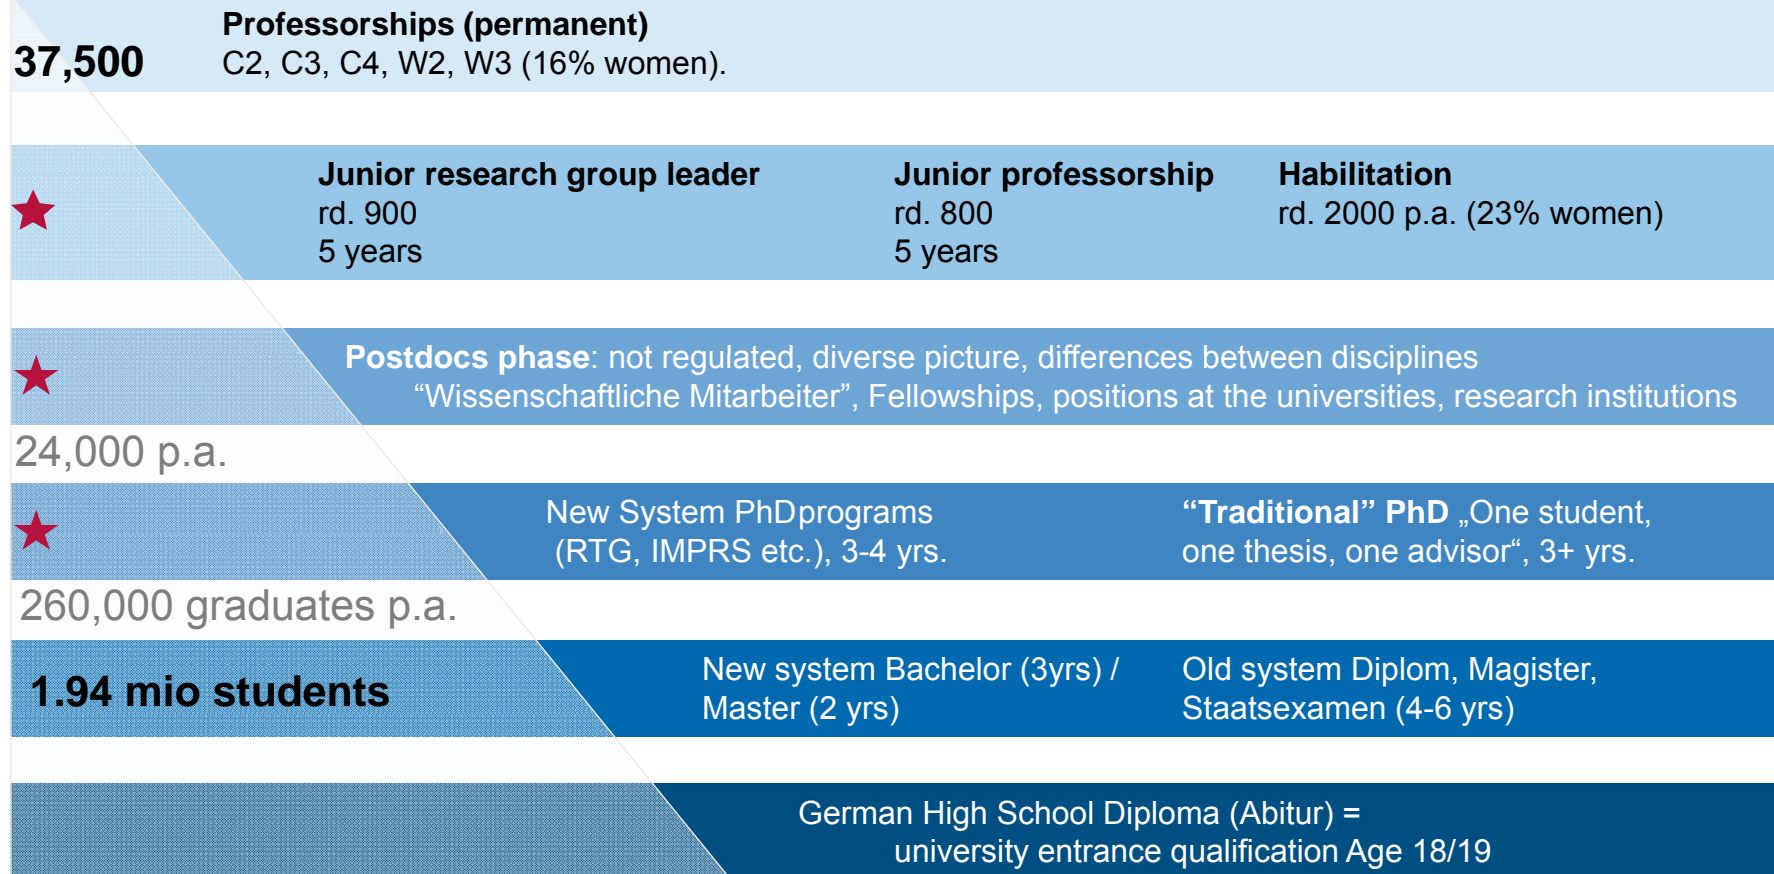 Professorships (permanent)
37,500
C2, C3, C4, W2, W3 (16% women).
Junior research group leader
rd. 900
5 years
Junior professorship
rd. 800
5 years
Habilitation
rd. 2000 p.a. (23% women)
Postdocs phase: not regulated, diverse picture, differences between disciplines
“Wissenschaftliche Mitarbeiter”, Fellowships, positions at the universities, research institutions
24,000 p.a.
New System PhDprograms
(RTG, IMPRS etc.), 3-4 yrs.
“Traditional” PhD „One student,
one thesis, one advisor“, 3+ yrs.
260,000 graduates p.a.
1.94 mio students
New system Bachelor (3yrs) /
Master (2 yrs)
Old system Diplom, Magister,
Staatsexamen (4-6 yrs)
German High School Diploma (Abitur) =
university entrance qualification Age 18/19